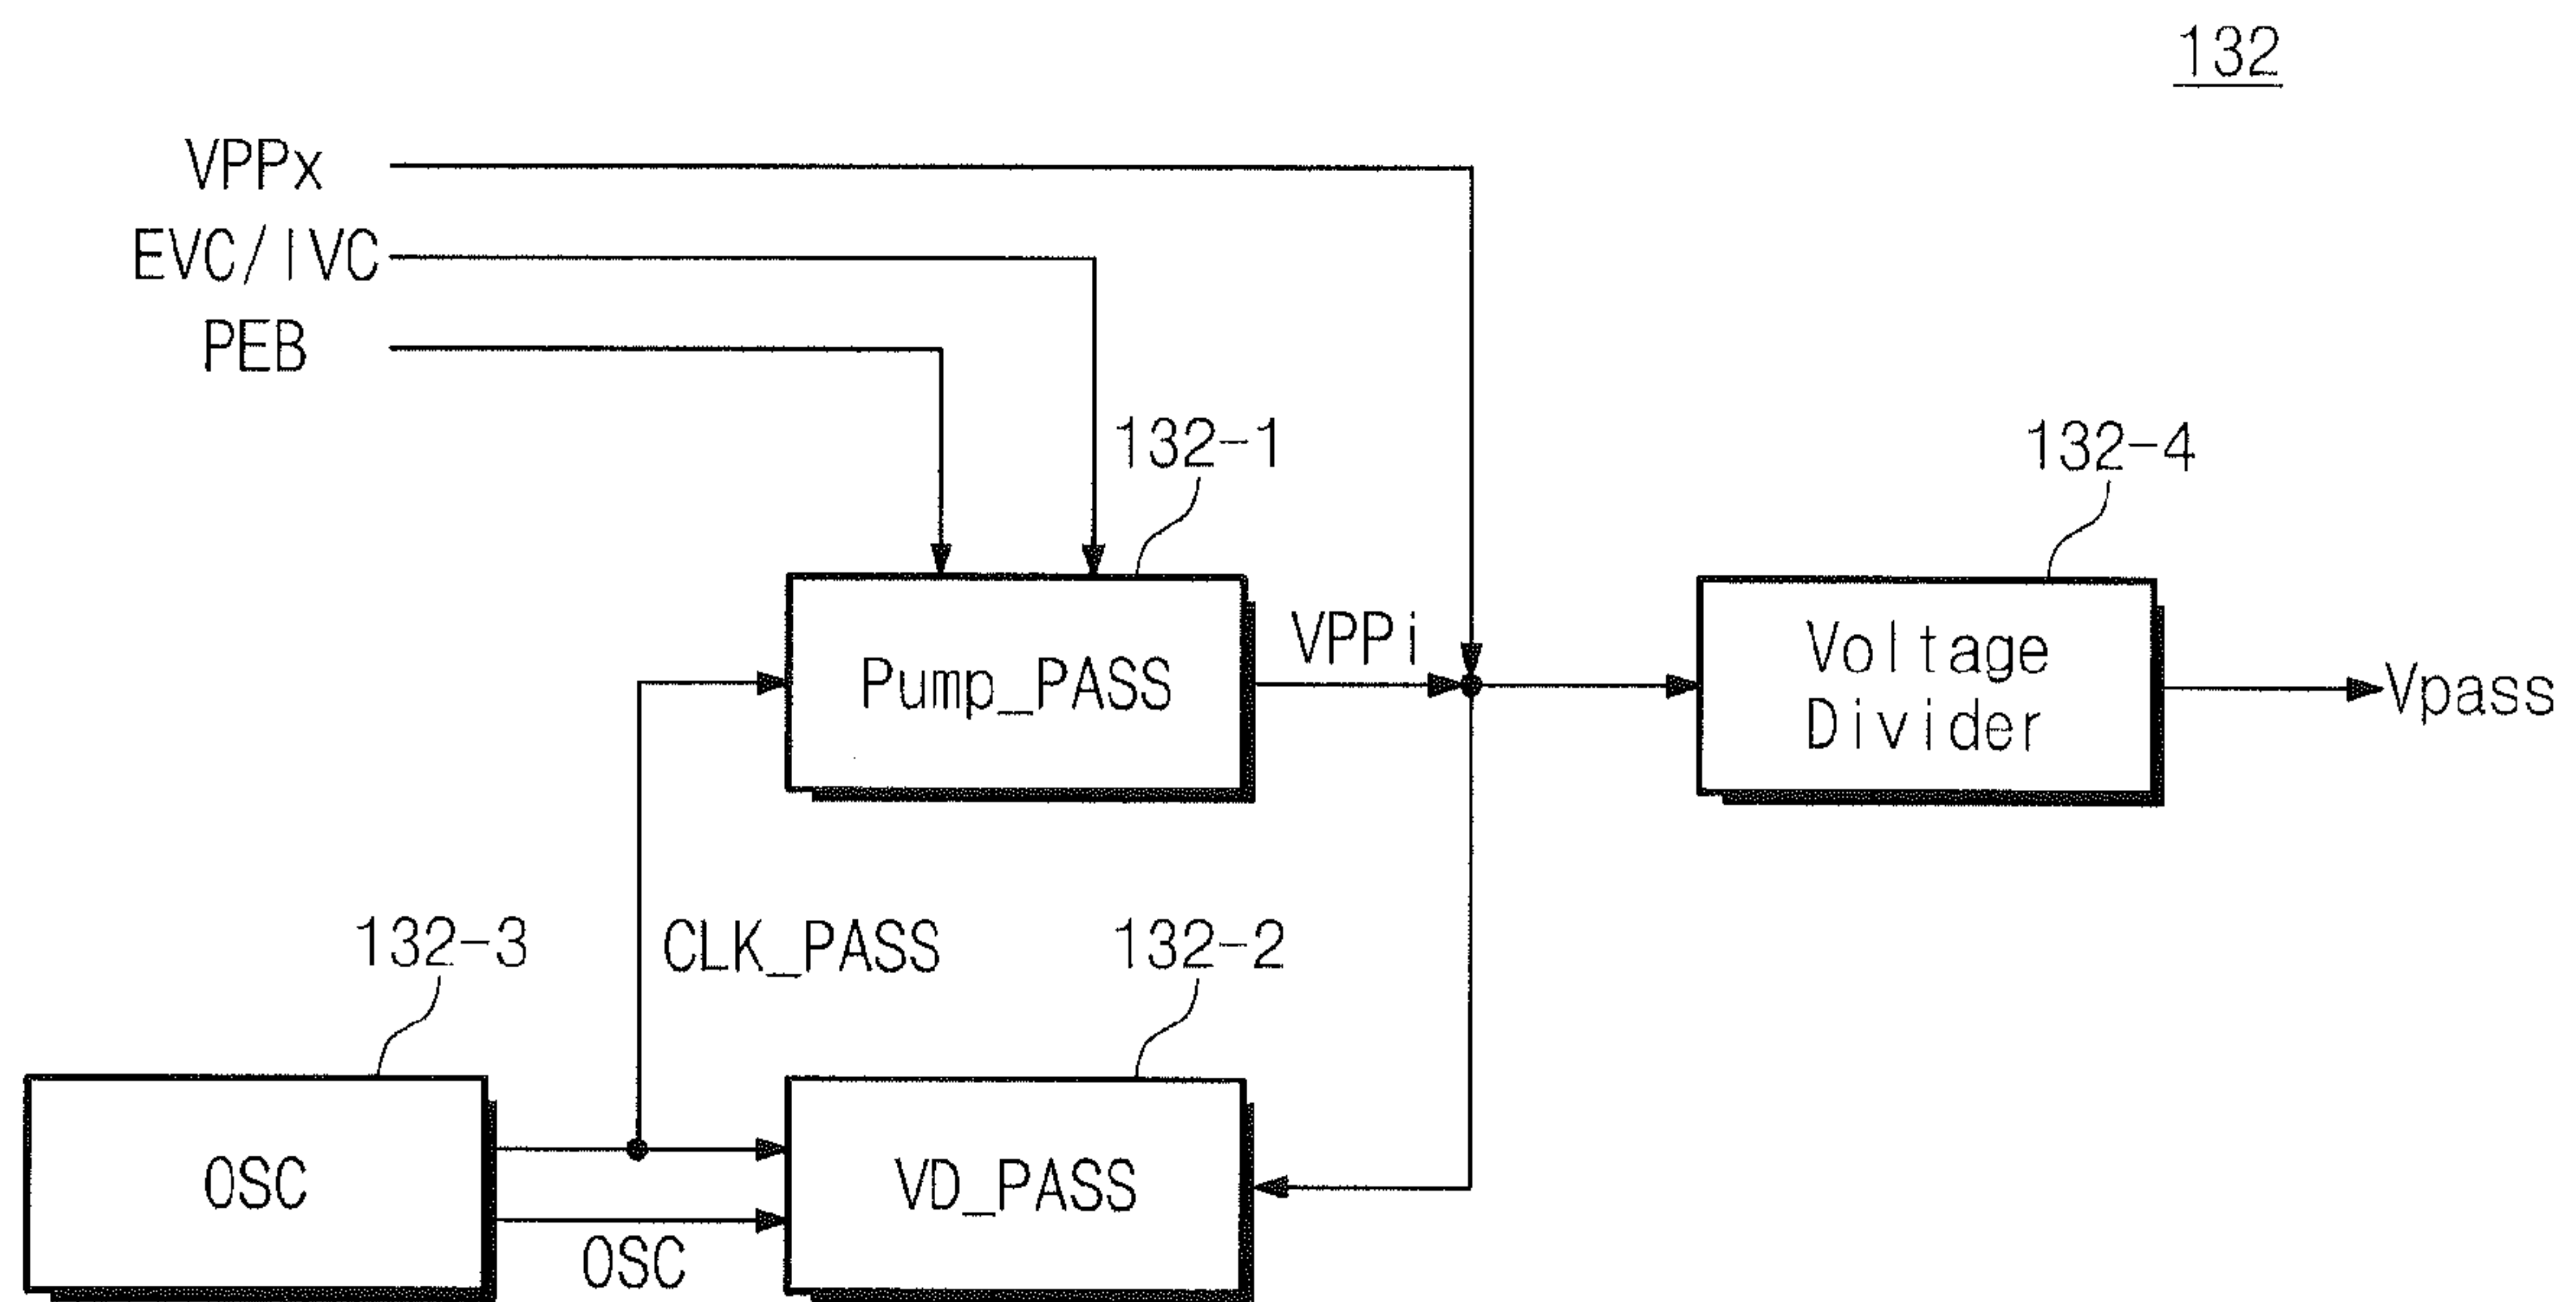 132
VPPx
EVC/IVC
PEB
132-1
132-4
Pump_PASS
VPPi
Voltage
Divider
Vpass
132-3
CLK_PASS
132-2
OSC
VD_PASS
OSC